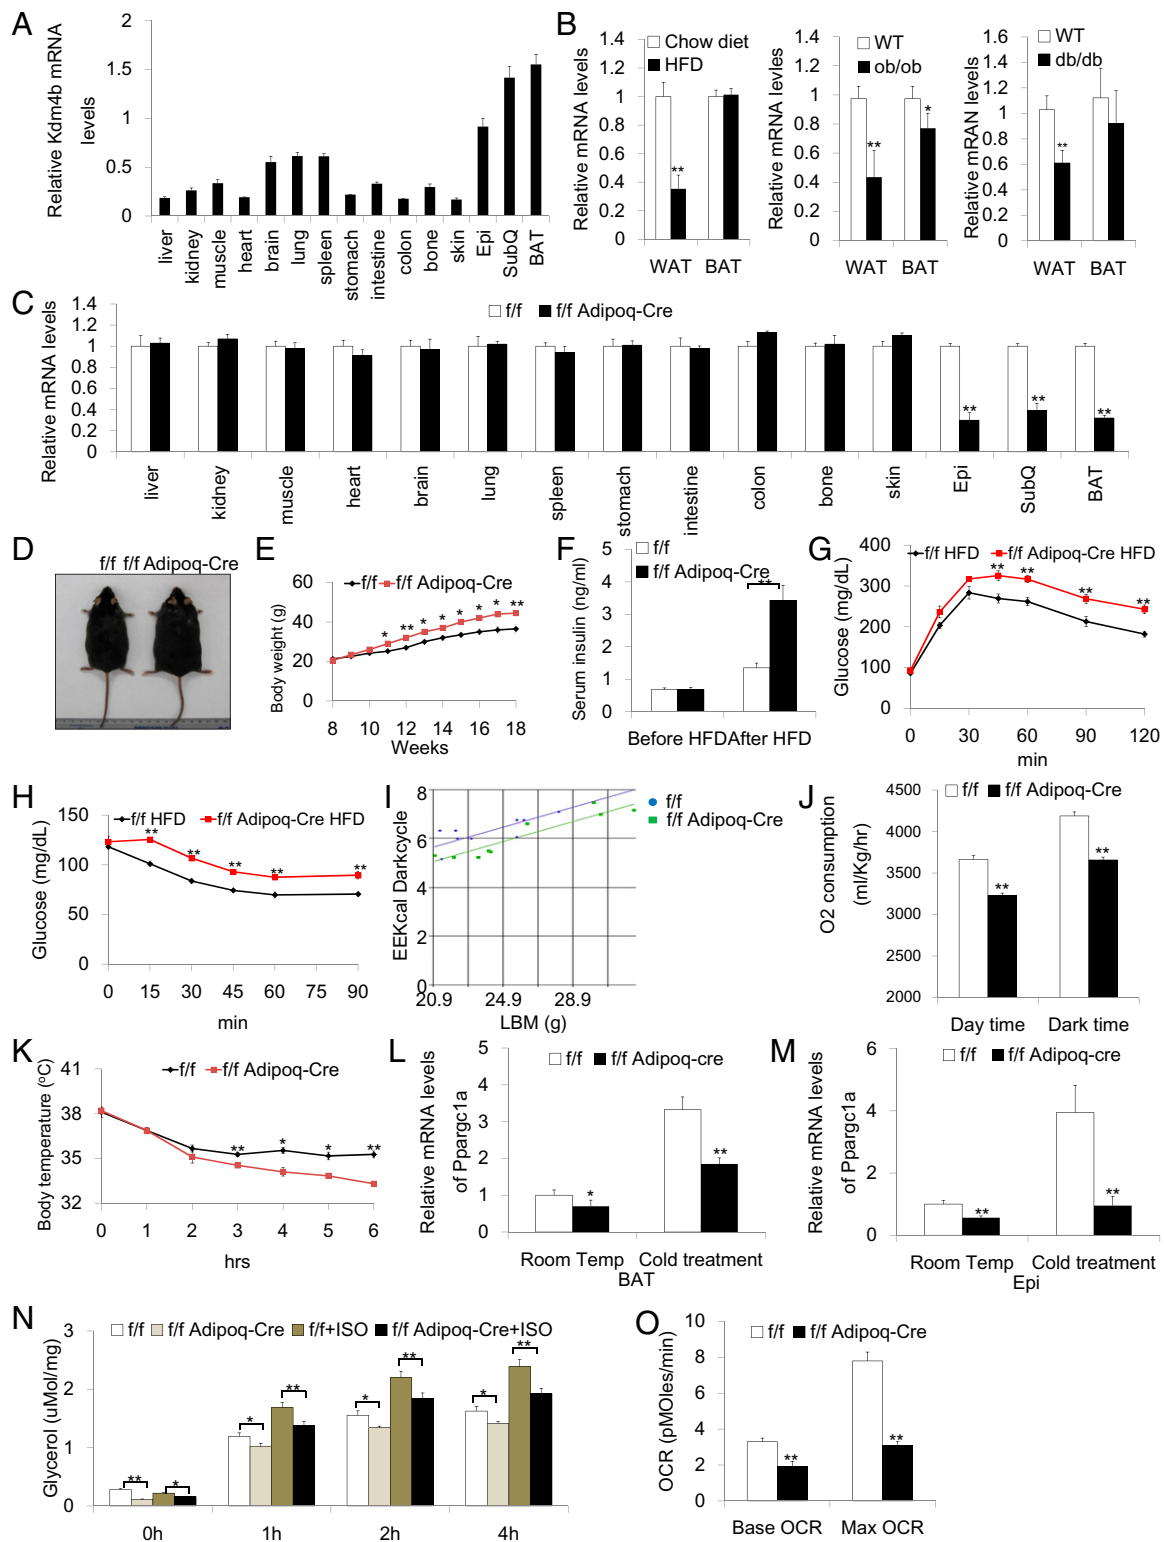 A
Relative Kdm4b mRNA
levels
2
1.5
1
0.5
0
liver
kidney
muscle
heart
brain
lung
spleen
stomach
intestine
colon
bone
skin
Epi
SubQ
BAT
B
Relative mRNA levels
1.4
1.2
1
0.8
0.6
0.4
0.2
0
Chow diet
HFD
**
WAT BAT
Relative mRNA levles
1.4
1.2
1
0.8
0.6
0.4
0.2
0
WT
ob/ob
**
*
WAT BAT
Relative mRAN levels
1.6
1.4
1.2
1
0.8
0.6
0.4
0.2
0
WT
db/db
**
WAT BAT
C
Relative mRNA levels
1.4
1.2
1
0.8
0.6
0.4
0.2
0
f/f f/f Adipoq-Cre
** ** **
liver
kidney
muscle
heart
brain
lung
spleen
stomach
intestine
colon
bone
skin
Epi
SubQ
BAT
D
f/f f/f Adipoq-Cre
E
Body weight (g)
60
40
20
0
f/f f/f Adipoq-Cre
* ** * * * * * **
8 10 12 14 16 18
Weeks
F
Serum insulin (ng/ml)
5
4
3
2
1
0
f/f
f/f Adipoq-Cre
**
Before HFD After HFD
G
Glucose (mg/dL)
400
300
200
100
0
f/f HFD f/f Adipoq-Cre HFD
** ** ** **
0 30 60 90 120
min
H
Glucose (mg/dL)
150
100
50
0
f/f HFD f/f Adipoq-Cre HFD
** ** ** ** **
0 15 30 45 60 75 90
min
I
EEKcal Darkcycle
8
6
4
2
0
f/f
f/f Adipoq-Cre
20.9 24.9 28.9
LBM (g)
J
O2 consumption
(ml/Kg/hr)
4500
4000
3500
3000
2500
2000
f/f f/f Adipoq-Cre
** **
Day time Dark time
K
Body temperature (°C)
41
38
35
32
f/f f/f Adipoq-Cre
** * * **
0 1 2 3 4 5 6
hrs
L
Relative mRNA levels
of Ppargc1a
5
4
3
2
1
0
f/f f/f Adipoq-cre
* **
Room Temp Cold treatment
BAT
M
Relative mRNA levels
of Ppargc1a
6
4
2
0
f/f f/f Adipoq-cre
** **
Room Temp Cold treatment
Epi
N
Glycerol (uMol/mg)
3
2
1
0
f/f f/f Adipoq-Cre f/f+ISO f/f Adipoq-Cre+ISO
** * * ** * ** * **
0h 1h 2h 4h
O
OCR (pMOles/min)
10
8
6
4
2
0
f/f f/f Adipoq-Cre
** **
Base OCR Max OCR